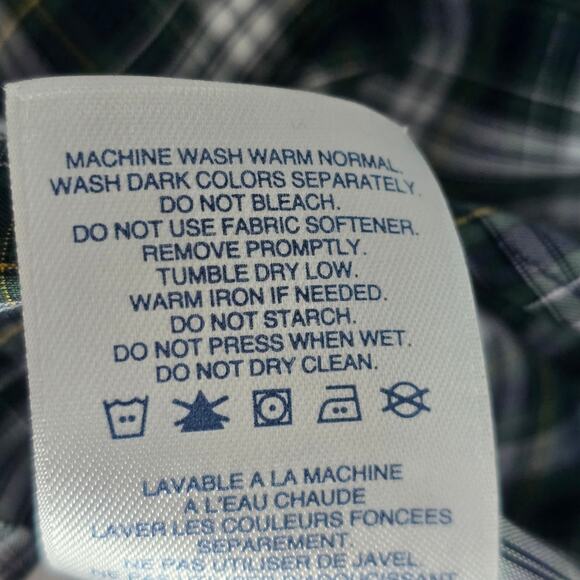 MACHINE WASH WARM NORMAL.
WASH DARK COLORS SEPARATELY.
DO NOT BLEACH.
DO NOT USE FABRIC SOFTENER.
REMOVE PROMPTLY.
TUMBLE DRY LOW.
WARM IRON IF NEEDED.
DO NOT STARCH.
DO NOT PRESS WHEN WET.
DO NOT DRY CLEAN.
LAVABLE A LA MACHINE
A L'EAU CHAUDE
LAVER LES COULEURS FONCEES
SEPAREMENT.
NE PAS UTILISER DE JAVEL.